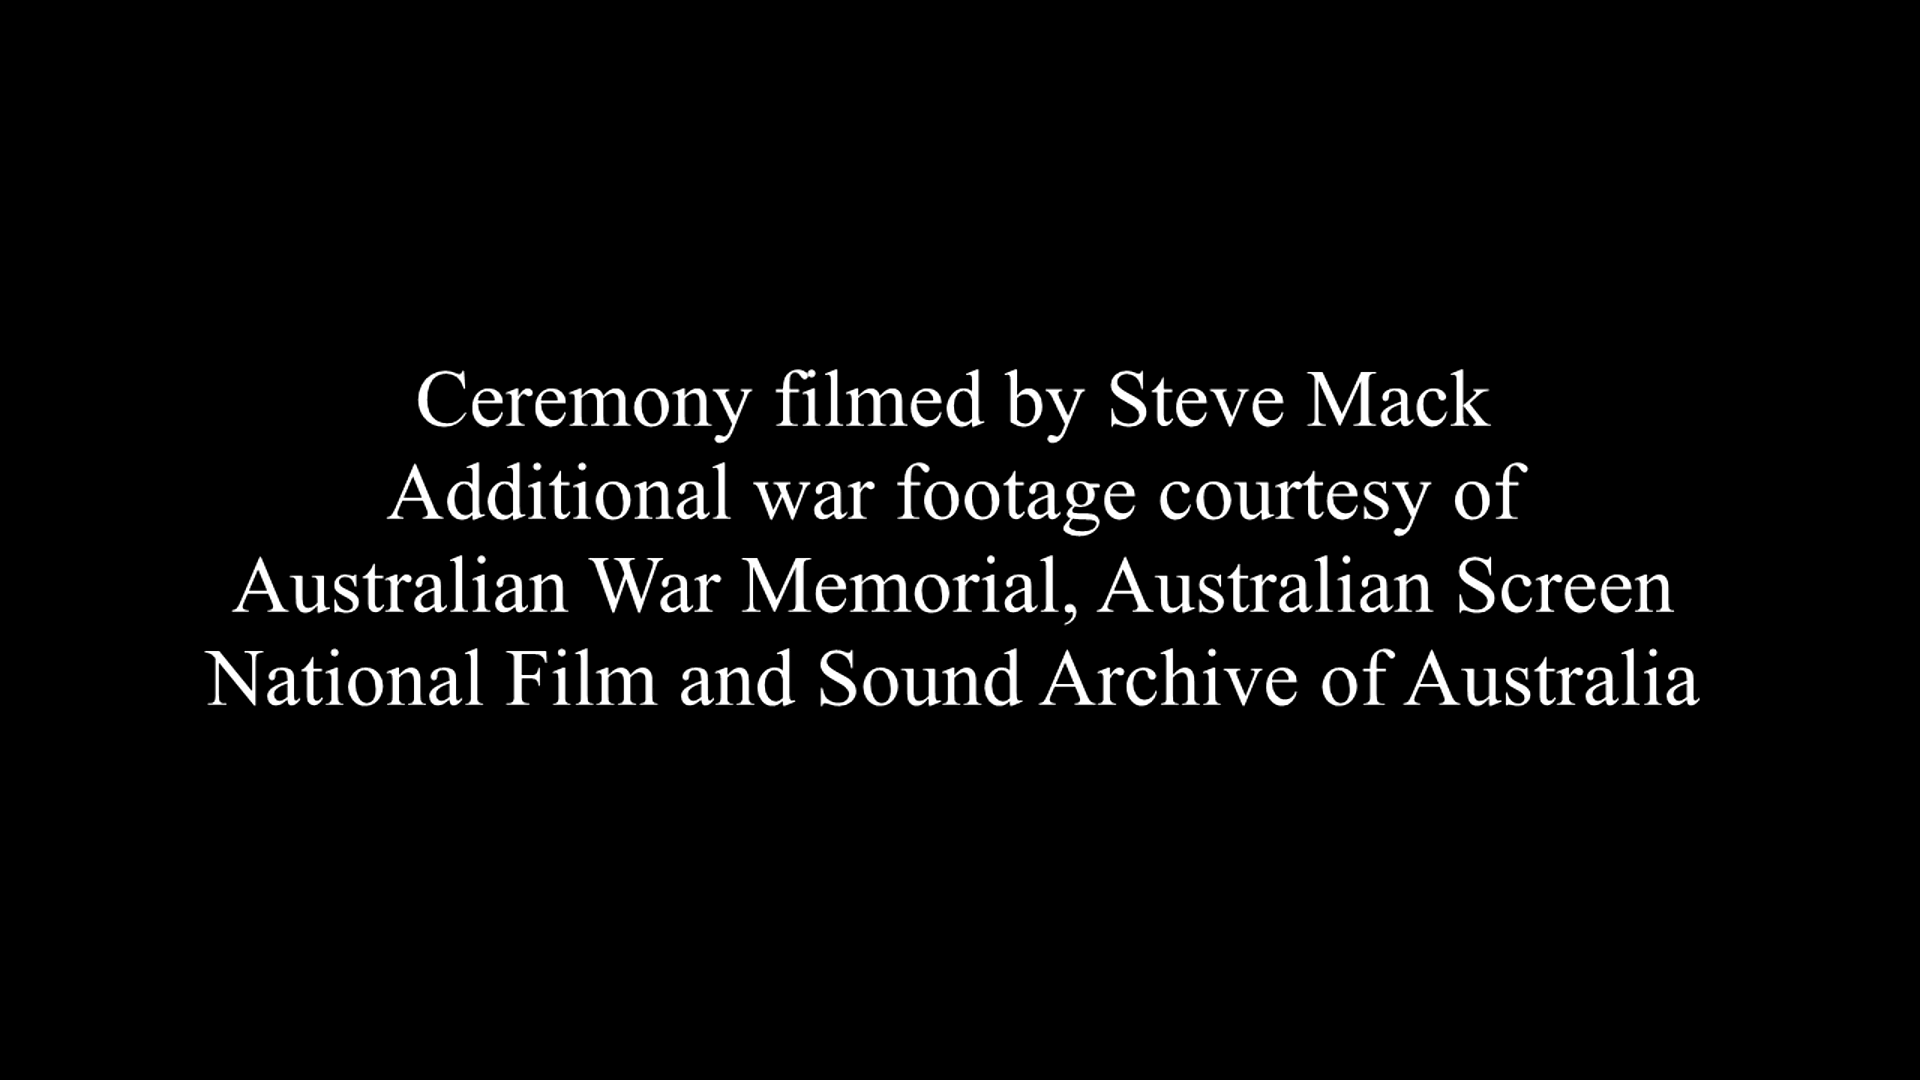 Ceremony filmed by Steve Mack
Additional war footage courtesy of
Australian War Memorial, Australian Screen
National Film and Sound Archive of Australia